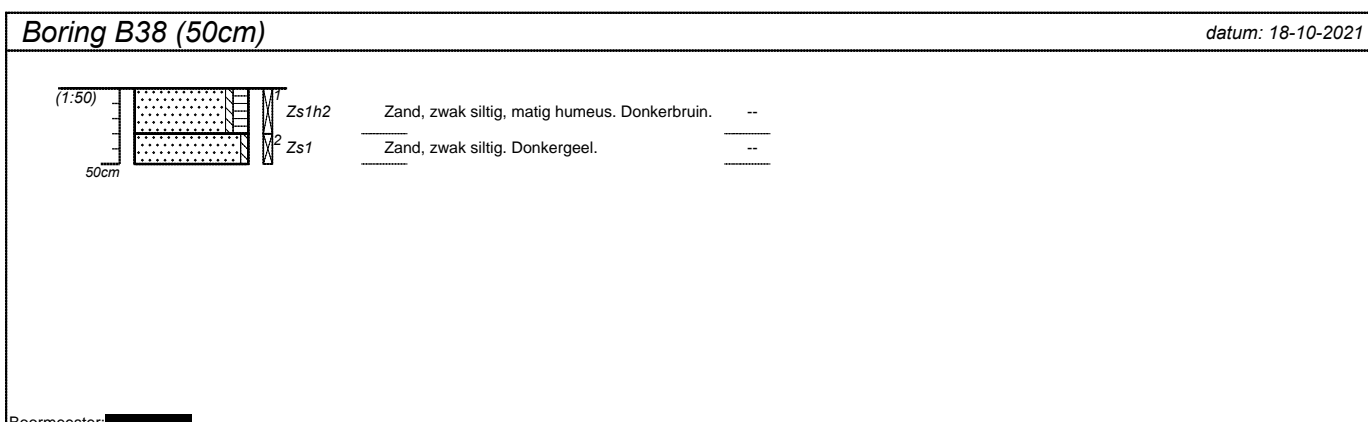 Boring B38 (50cm) datum: 18-10-2021
(1:50) 1 Zs1h2 Zand, zwak siltig, matig humeus. Donkerbruin. --
2 Zs1 Zand, zwak siltig. Donkergeel. --
50cm
Boormeester: